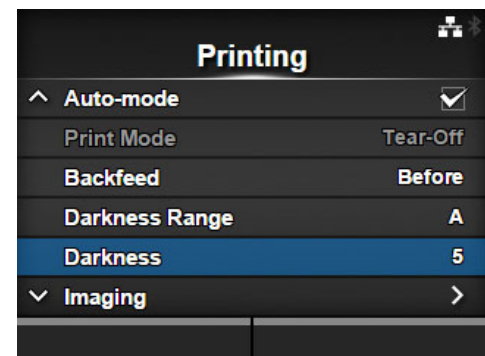 Printing
Auto-mode
Print Mode Tear-Off
Backfeed Before
Darkness Range A
Darkness 5
Imaging